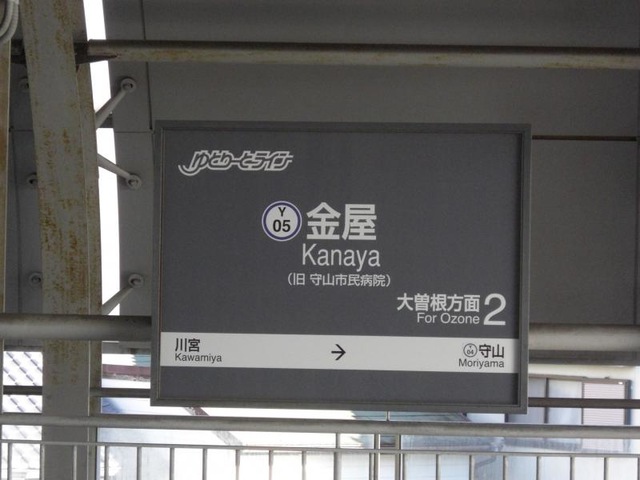 ゆとりーとライン
Y
05
金屋
Kanaya
(旧 守山市民病院)
大曽根方面 2
For Ozone
川宮
Kawamiya
→
Y
04
守山
Moriyama